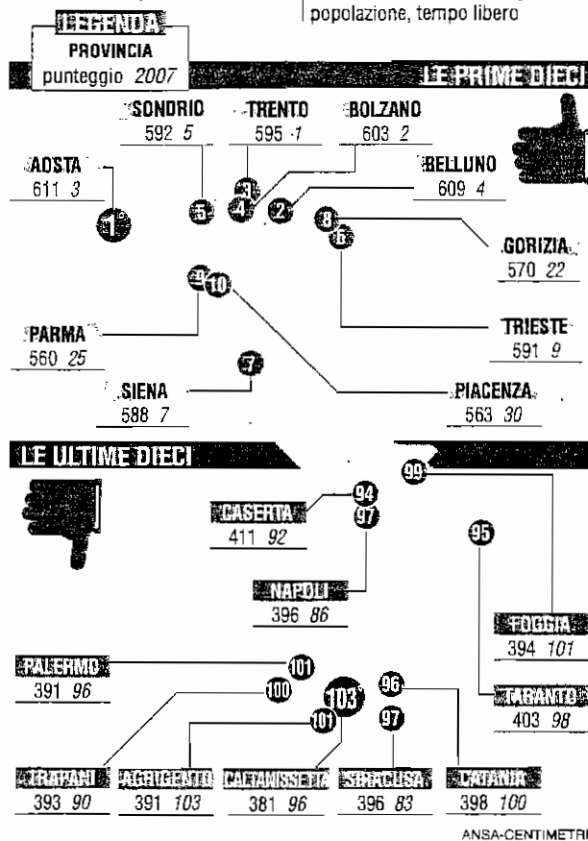 popolazione, tempo libero
LEGENDA
PROVINCIA
punteggio 2007
LE PRIME DIECI
SONDRIO
592 5
TRENTO
595 1
BOLZANO
603 2
AOSTA
611 3
BELLUNO
609 4
1°
5
3
4
2
8
6
GORIZIA
570 22
9
10
PARMA
560 25
TRIESTE
591 9
7
SIENA
588 7
PIACENZA
563 30
LE ULTIME DIECI
99
94
97
95
CASERTA
411 92
NAPOLI
396 86
FOGGIA
394 101
PALERMO
391 96
101
100
103°
101
96
97
TARANTO
403 98
TRAPANI
393 90
AGRIGENTO
391 103
CALTANISSETTA
381 96
SIRACUSA
396 83
CATANIA
398 100
ANSA-CENTIMETRI